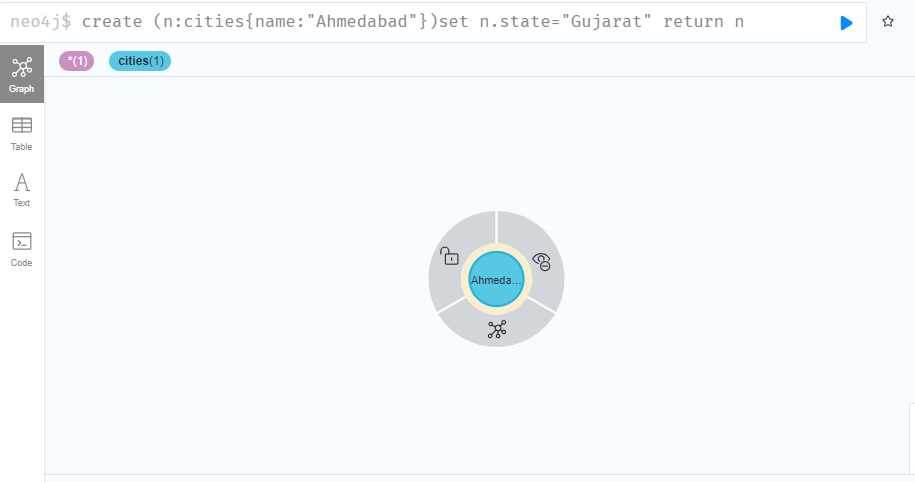 neo4j$ create (n:cities{name:"Ahmedabad"})set n.state="Gujarat" return n
*(1) cities(1)
Graph
Table
A
Text
Code
Ahmeda...